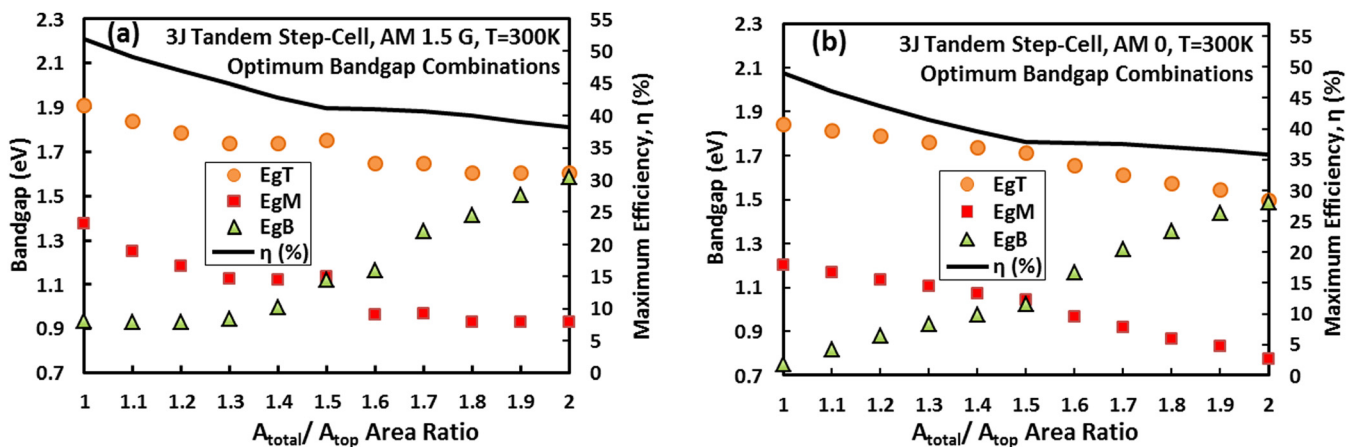 (a)
3J Tandem Step-Cell, AM 1.5 G, T=300K
Optimum Bandgap Combinations
Bandgap (eV)
2.3
2.1
1.9
1.7
1.5
1.3
1.1
0.9
0.7
EgT
EgM
EgB
η (%)
55
50
45
40
35
30
25
20
15
10
5
0
Maximum Efficiency, η (%)
1 1.1 1.2 1.3 1.4 1.5 1.6 1.7 1.8 1.9 2
Atotal/ Atop Area Ratio
(b)
3J Tandem Step-Cell, AM 0, T=300K
Optimum Bandgap Combinations
Bandgap (eV)
2.3
2.1
1.9
1.7
1.5
1.3
1.1
0.9
0.7
EgT
EgM
EgB
η (%)
55
50
45
40
35
30
25
20
15
10
5
0
Maximum Efficiency, η (%)
1 1.1 1.2 1.3 1.4 1.5 1.6 1.7 1.8 1.9 2
Atotal/ Atop Area Ratio